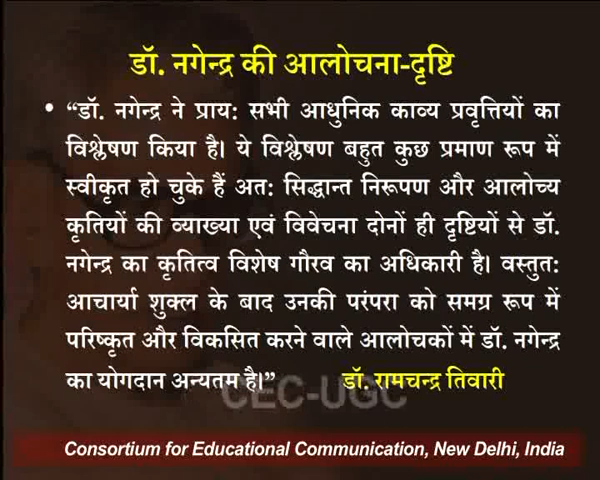 डॉ. नगेन्द्र की आलोचना-दृष्टि
• “डॉ. नगेन्द्र ने प्राय: सभी आधुनिक काव्य प्रवृत्तियों का
विश्लेषण किया है। ये विश्लेषण बहुत कुछ प्रमाण रूप में
स्वीकृत हो चुके हैं अत: सिद्धान्त निरूपण और आलोच्य
कृतियों की व्याख्या एवं विवेचना दोनों ही दृष्टियों से डॉ.
नगेन्द्र का कृतित्व विशेष गौरव का अधिकारी है। वस्तुत:
आचार्या शुक्ल के बाद उनकी परंपरा को समग्र रूप में
परिष्कृत और विकसित करने वाले आलोचकों में डॉ. नगेन्द्र
का योगदान अन्यतम है।” डॉ. रामचन्द्र तिवारी
CEC-UGC
Consortium for Educational Communication, New Delhi, India